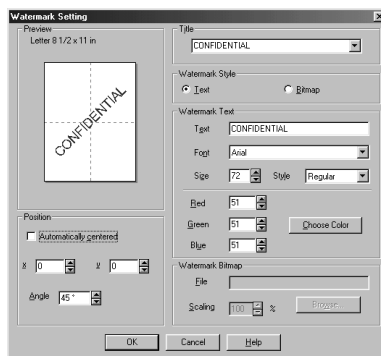 Watermark Setting
Preview
Letter 8 1/2 x 11 in
CONFIDENTIAL
Position
Automatically centered
x 0 y 0
Angle 45 °
Title
CONFIDENTIAL
Watermark Style
Text Bitmap
Watermark Text
Text CONFIDENTIAL
Font Arial
Size 72 Style Regular
Red 51
Green 51 Choose Color
Blue 51
Watermark Bitmap
File
Scaling 100 % Browse...
OK Cancel Help